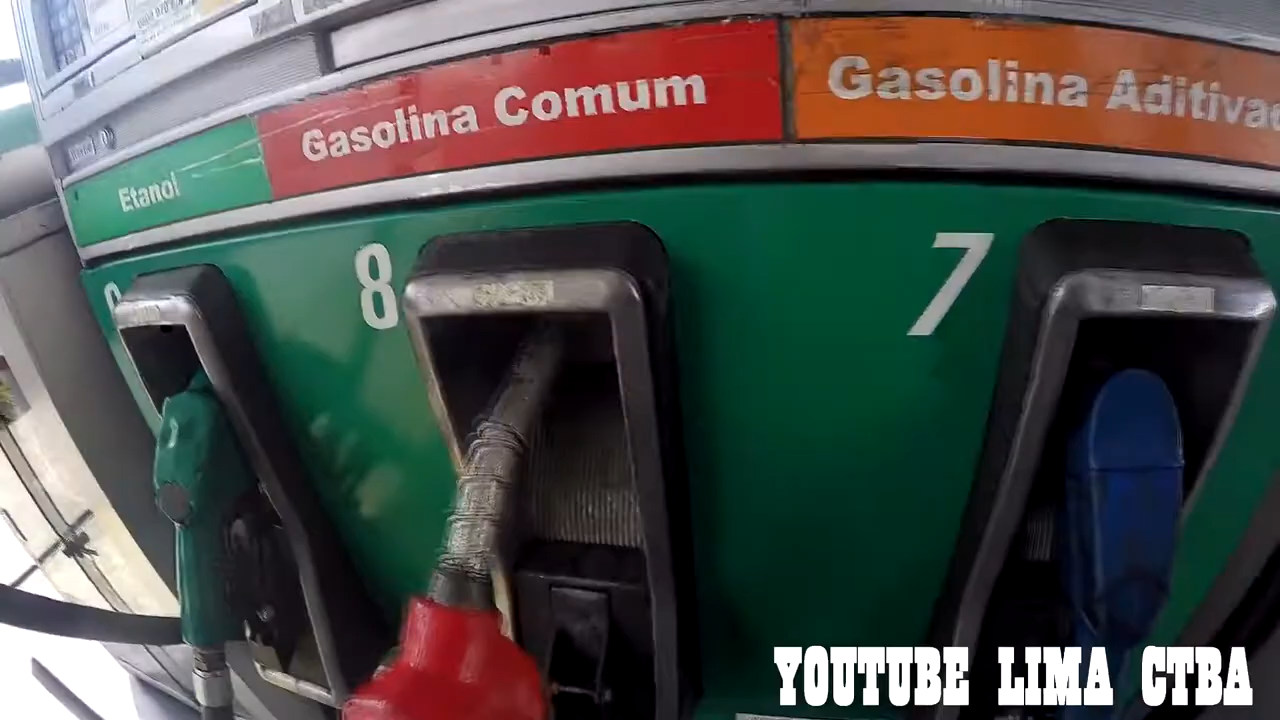 Etanol
Gasolina Comum
Gasolina Aditivad
8
7
YOUTUBE LIMA CTBA